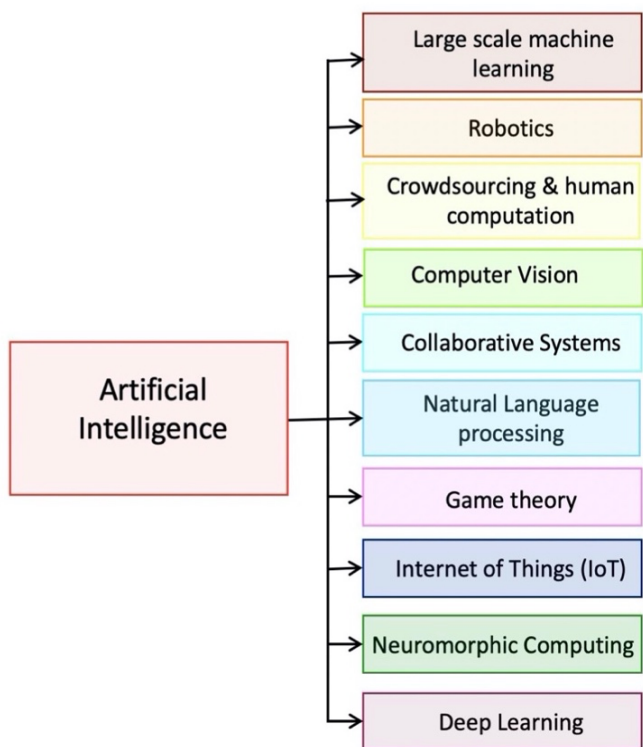 Large scale machine
learning
Robotics
Crowdsourcing & human
computation
Computer Vision
Collaborative Systems
Artificial
Intelligence
Natural Language
processing
Game theory
Internet of Things (IoT)
Neuromorphic Computing
Deep Learning